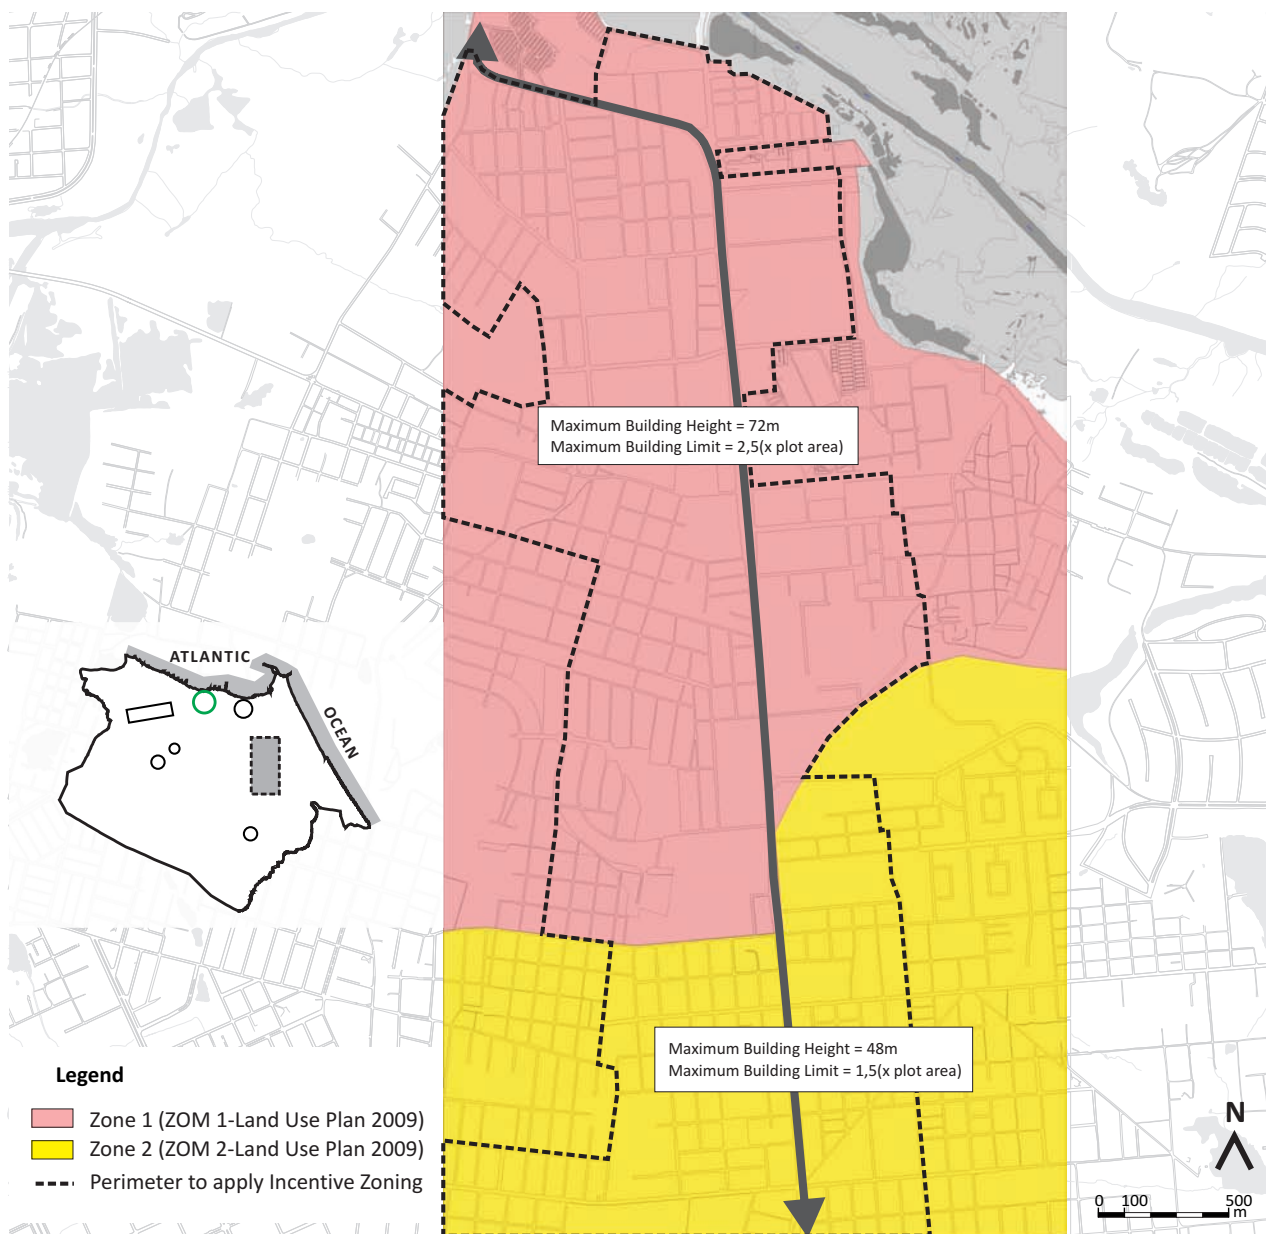 Maximum Building Height = 72m
Maximum Building Limit = 2,5(x plot area)
ATLANTIC
OCEAN
Maximum Building Height = 48m
Maximum Building Limit = 1,5(x plot area)
Legend
Zone 1 (ZOM 1-Land Use Plan 2009)
Zone 2 (ZOM 2-Land Use Plan 2009)
Perimeter to apply Incentive Zoning
N
0 100 500
m